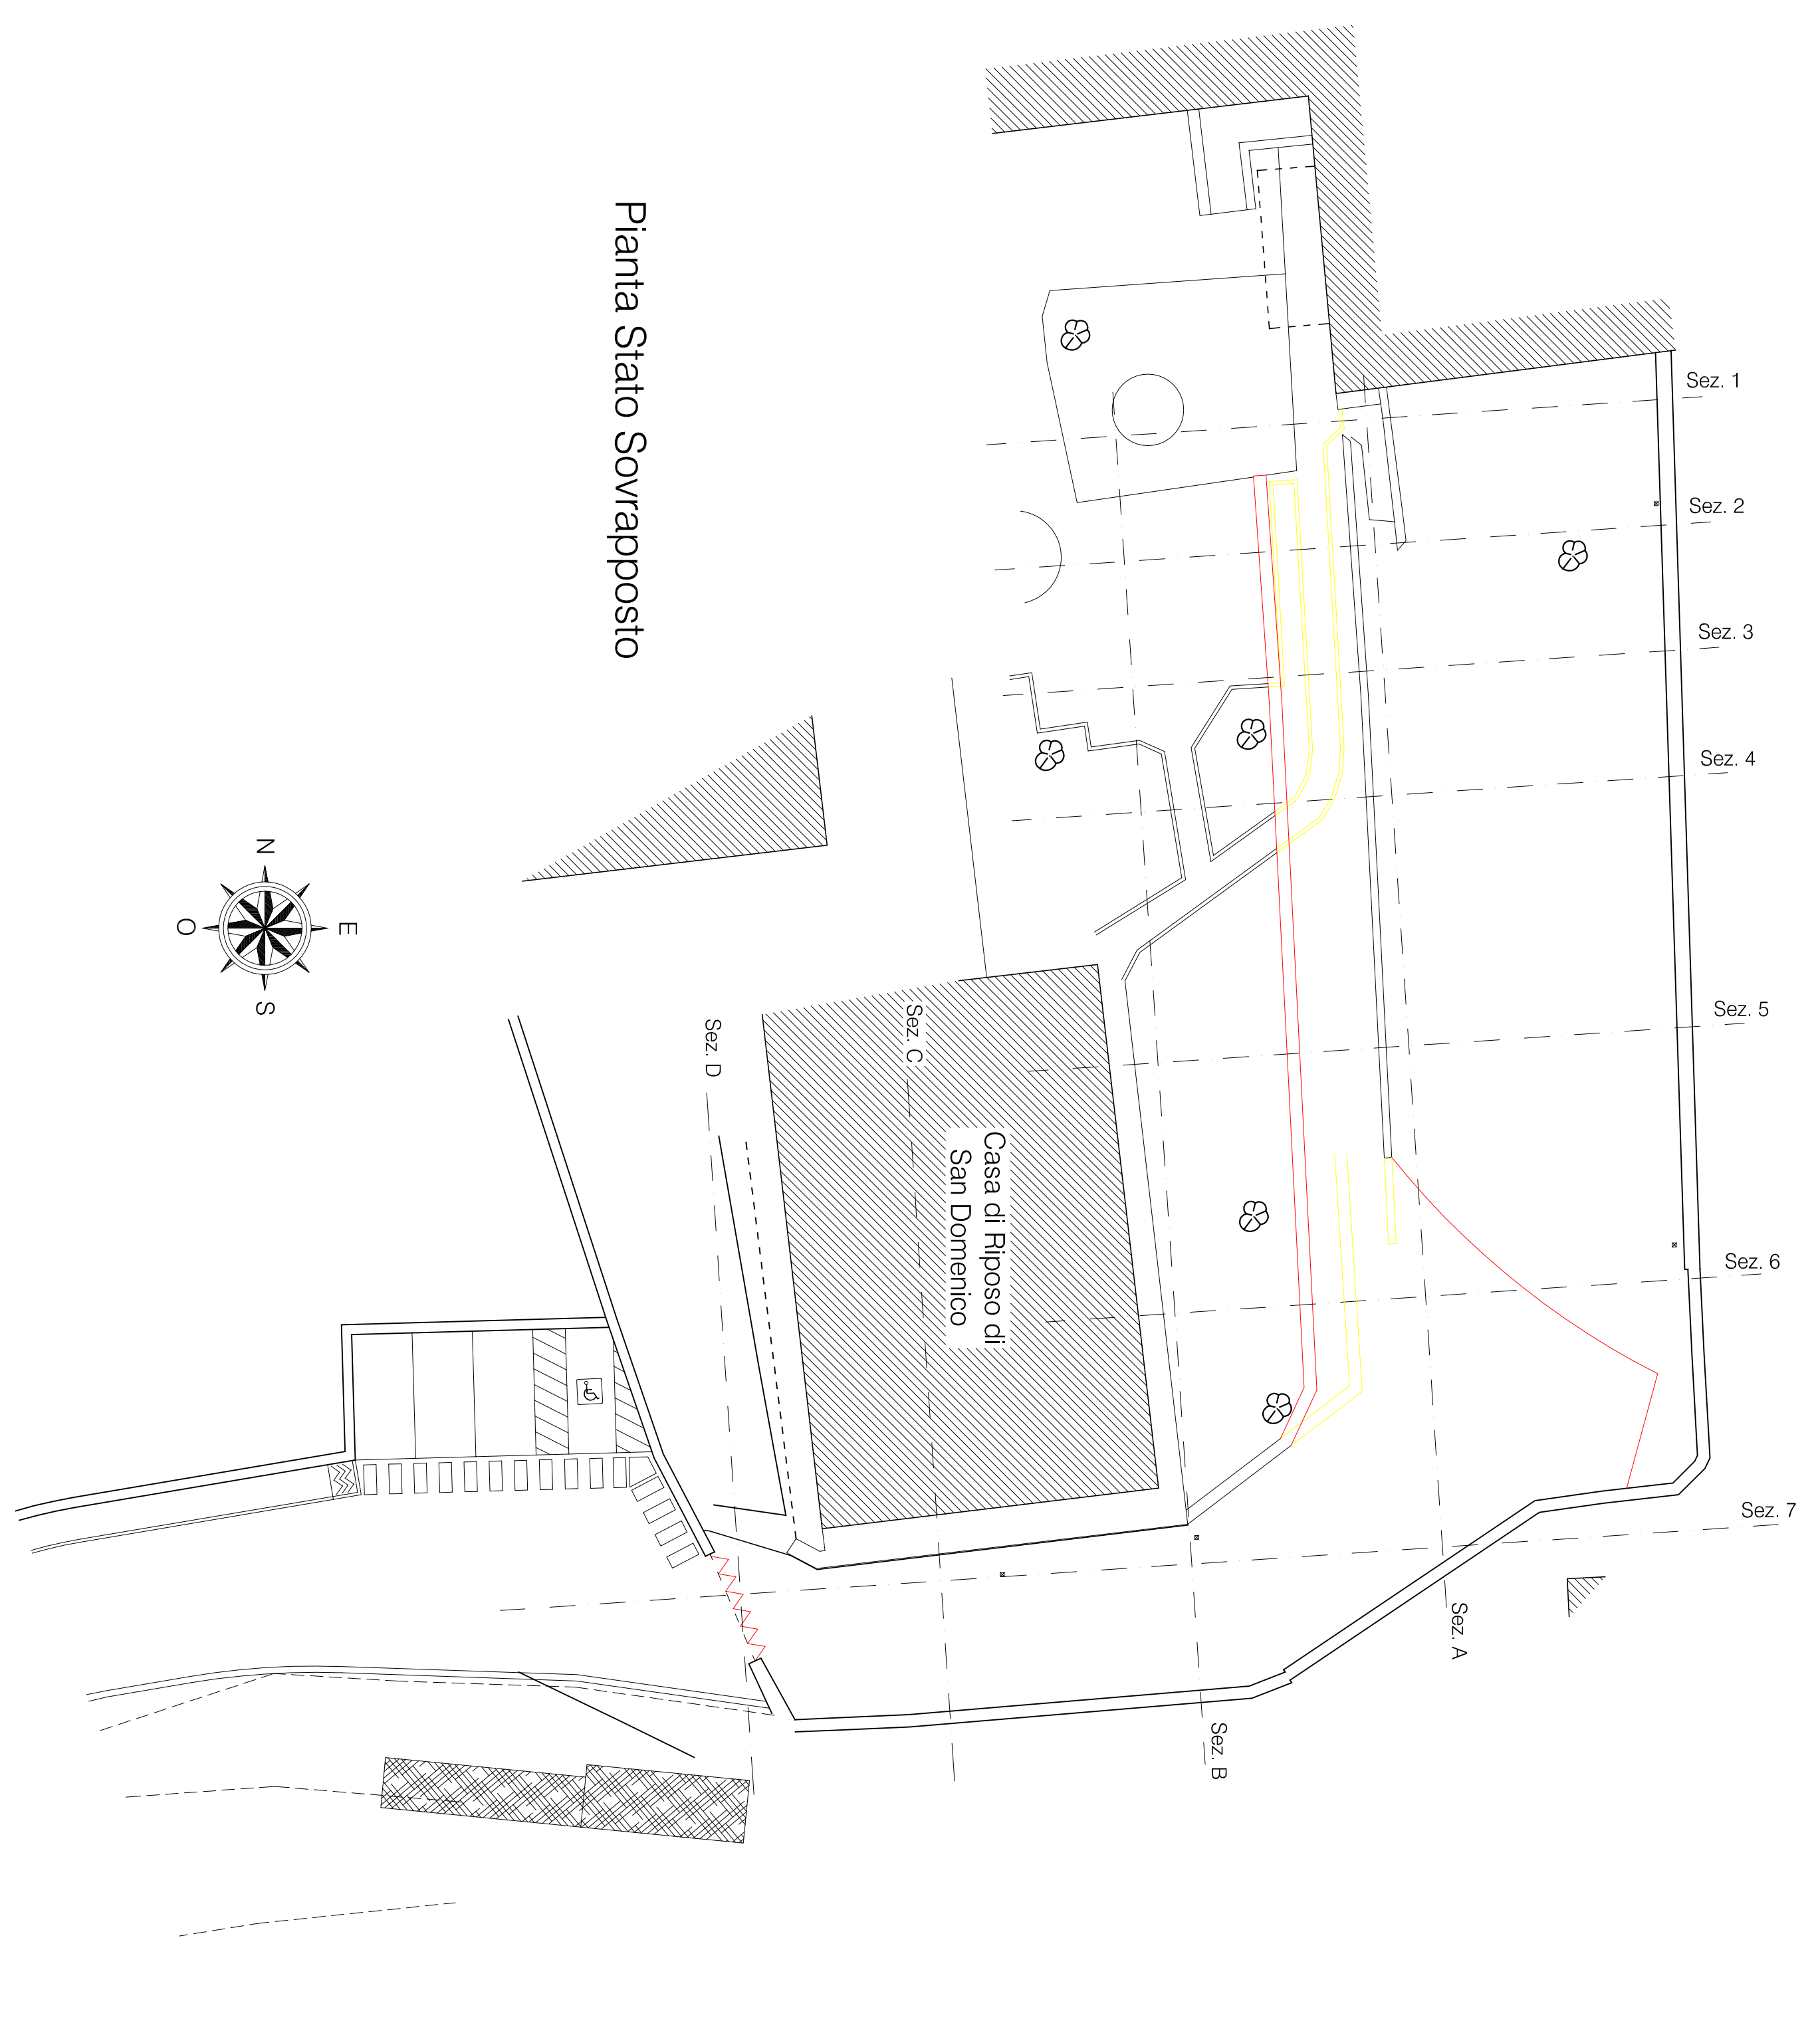 Pianta Stato Sovrapposto
Sez. 1
Sez. 2
Sez. 3
Sez. 4
Sez. 5
Sez. 6
Sez. 7
N
O
E
S
Sez. D
Sez. C
Casa di Riposo di
San Domenico
Sez. A
Sez. B